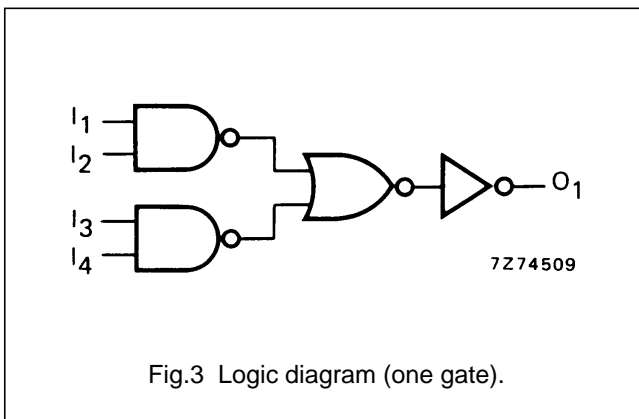 I1
I2
I3
I4
O1
7Z74509
Fig.3 Logic diagram (one gate).